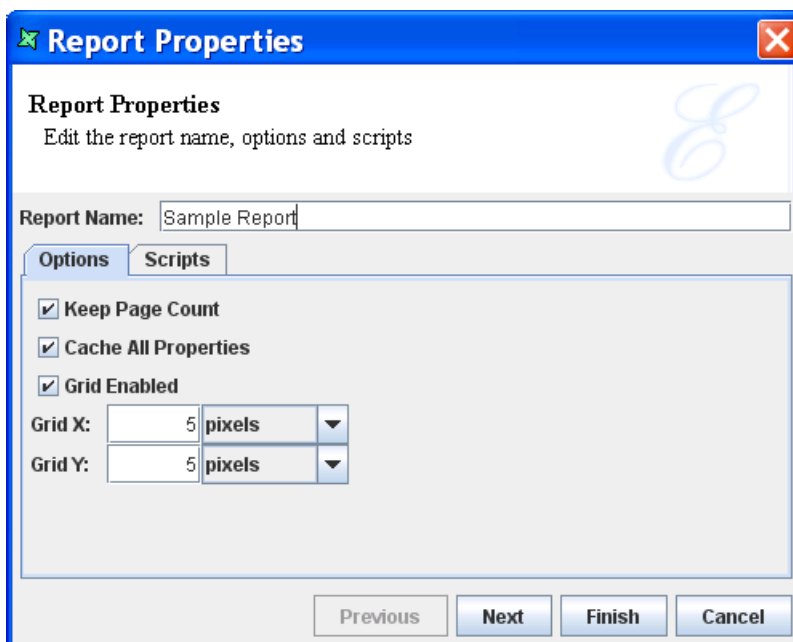 Report Properties
Report Properties
Edit the report name, options and scripts
Report Name: Sample Report
Options Scripts
Keep Page Count
Cache All Properties
Grid Enabled
Grid X: 5 pixels
Grid Y: 5 pixels
Previous Next Finish Cancel